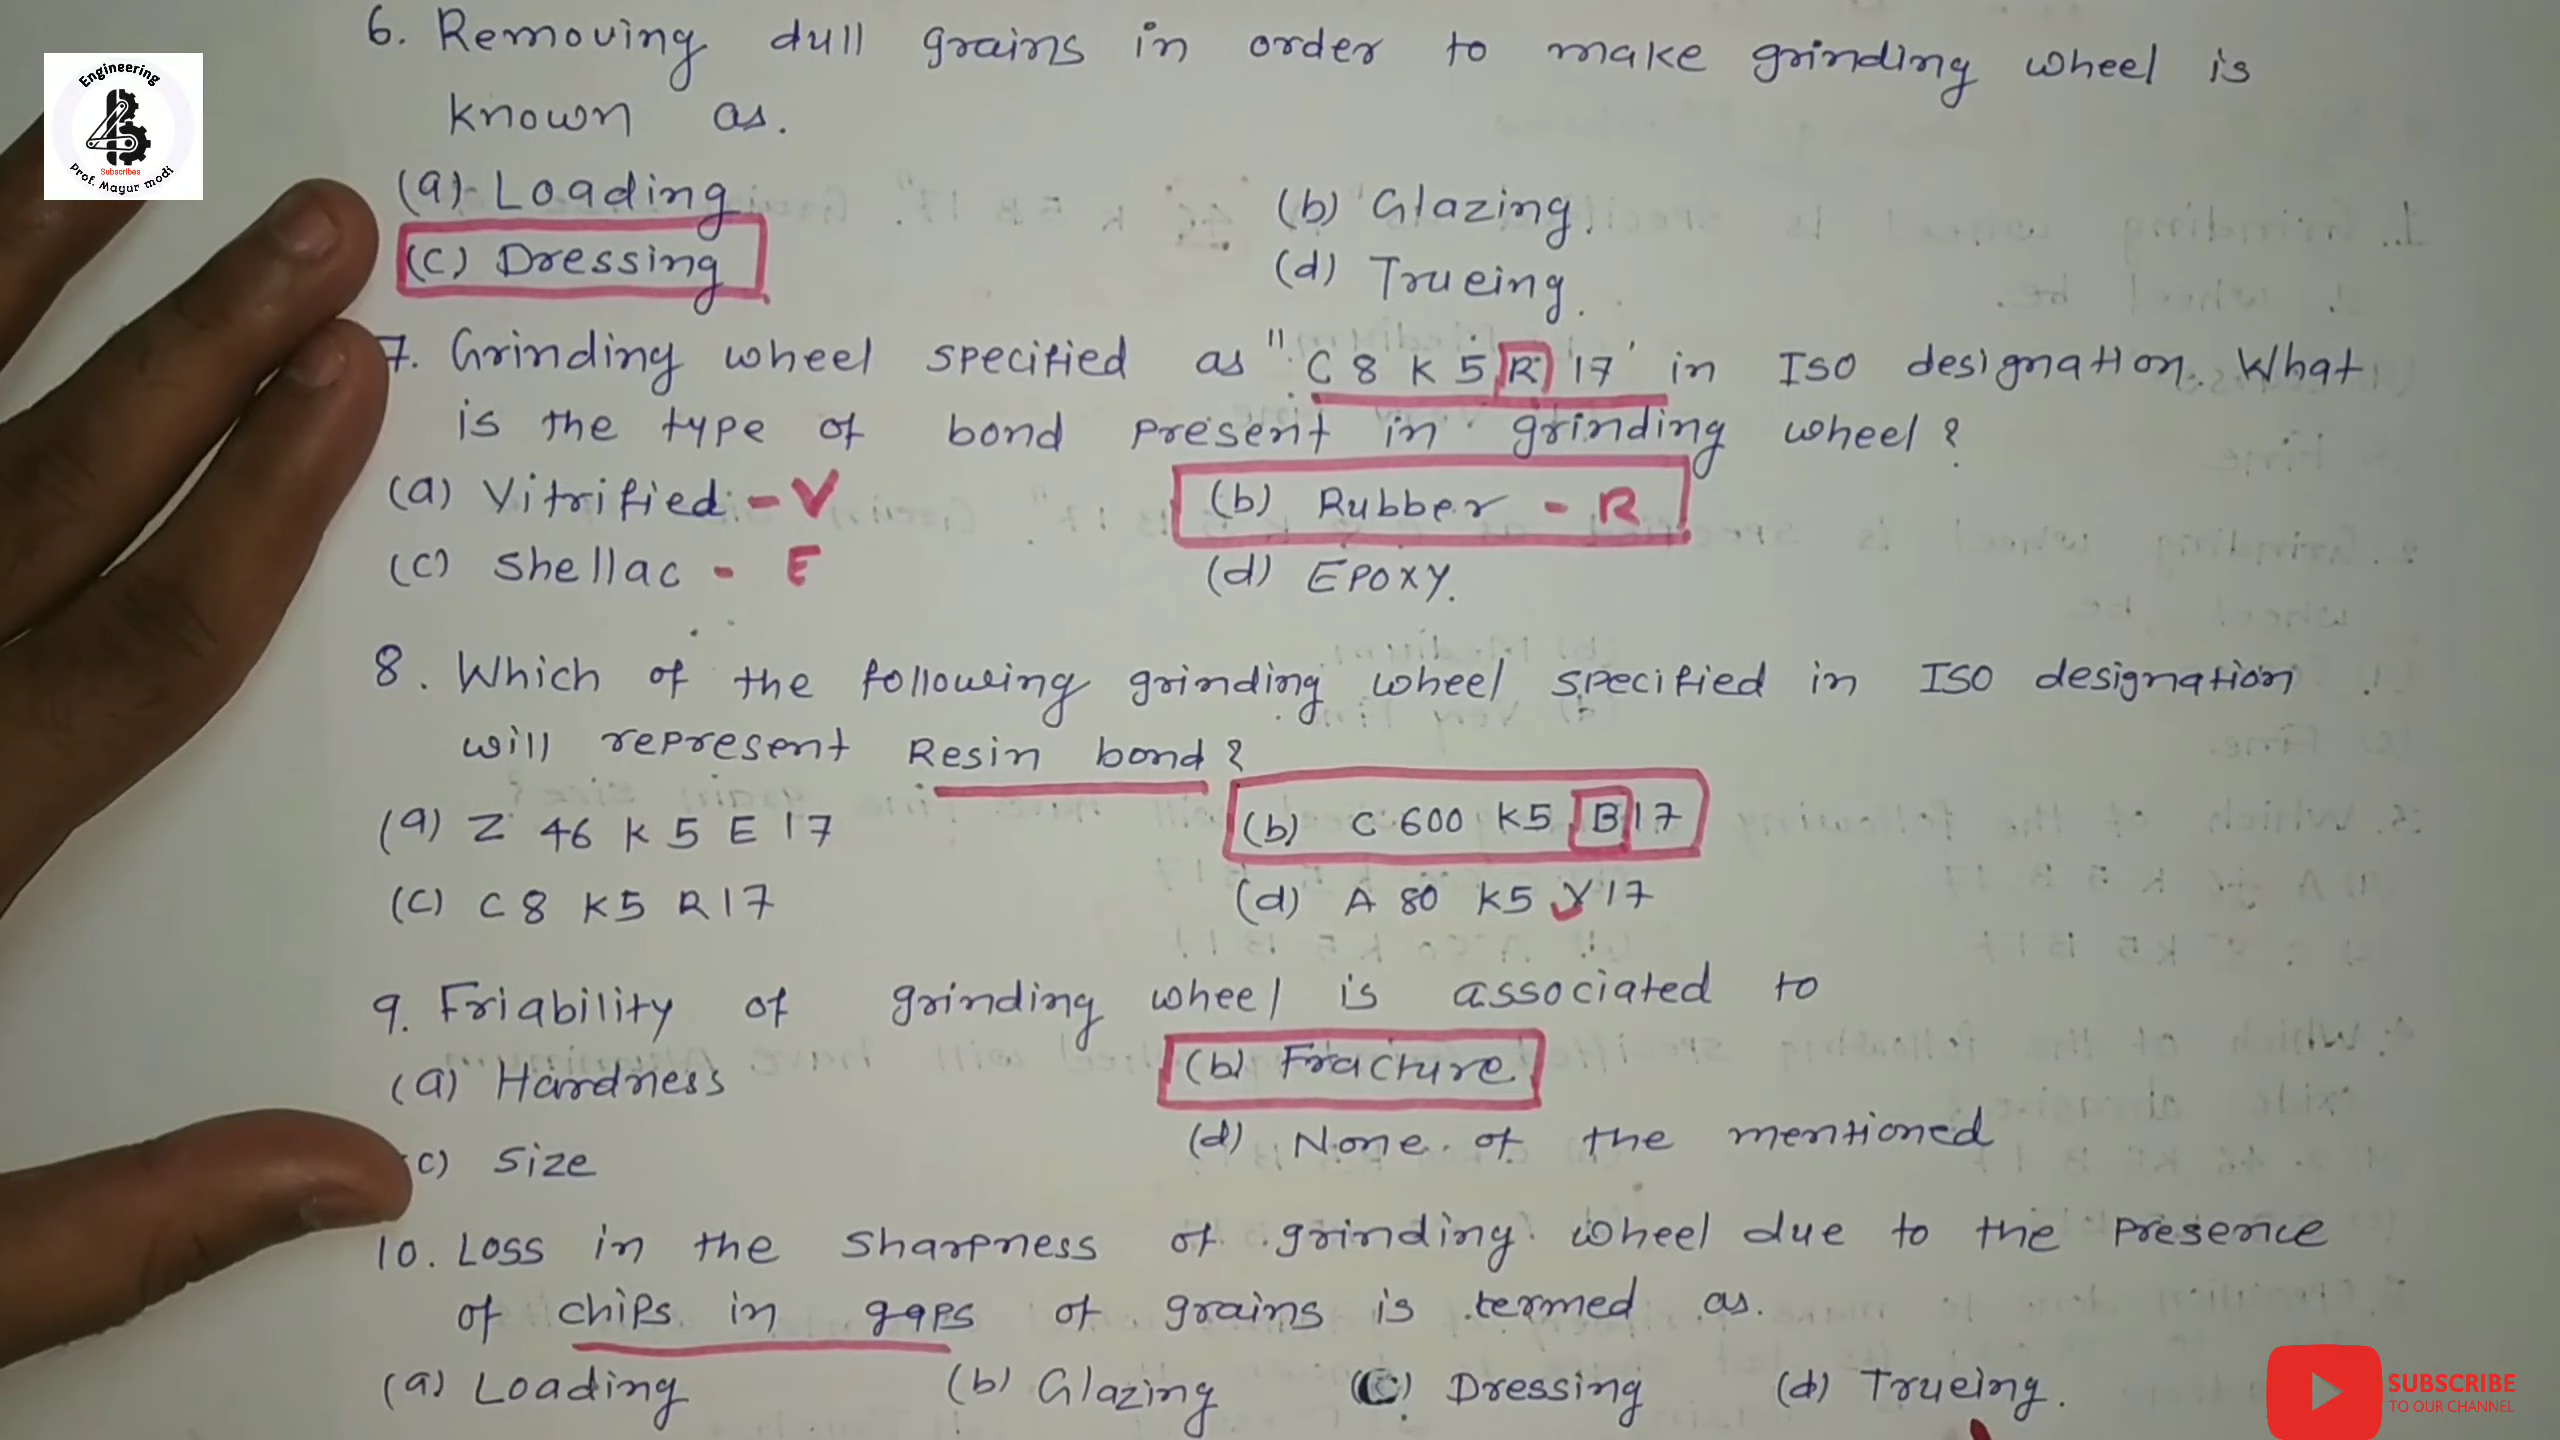 Engineering
Subscribes
Prof. Mayur modi
6. Removing dull grains in order to make grinding wheel is
known as.
(a) Loading
(b) Glazing.
(c) Dressing
(d) Trueing.
7. Grinding wheel specified as "C 8 K 5 R 17' in ISO designation. What
is the type of bond present in grinding wheel?
(a) Vitrified - V
(b) Rubber - R
(c) Shellac - E
(d) EPOXY.
8. Which of the following grinding wheel specified in ISO designation
will represent Resin bond?
(a) Z 46 K 5 E 17
(b) C 600 K5 B 17
(c) C 8 K5 R 17
(d) A 80 K5 V 17
9. Friability of grinding wheel is associated to
(a) Hardness
(b) Fracture
c) Size
(d) None of the mentioned
10. Loss in the sharpness of grinding wheel due to the presence
of chips in gaps of grains is termed as.
(a) Loading (b) Glazing (c) Dressing (d) Trueing.
SUBSCRIBE
TO OUR CHANNEL